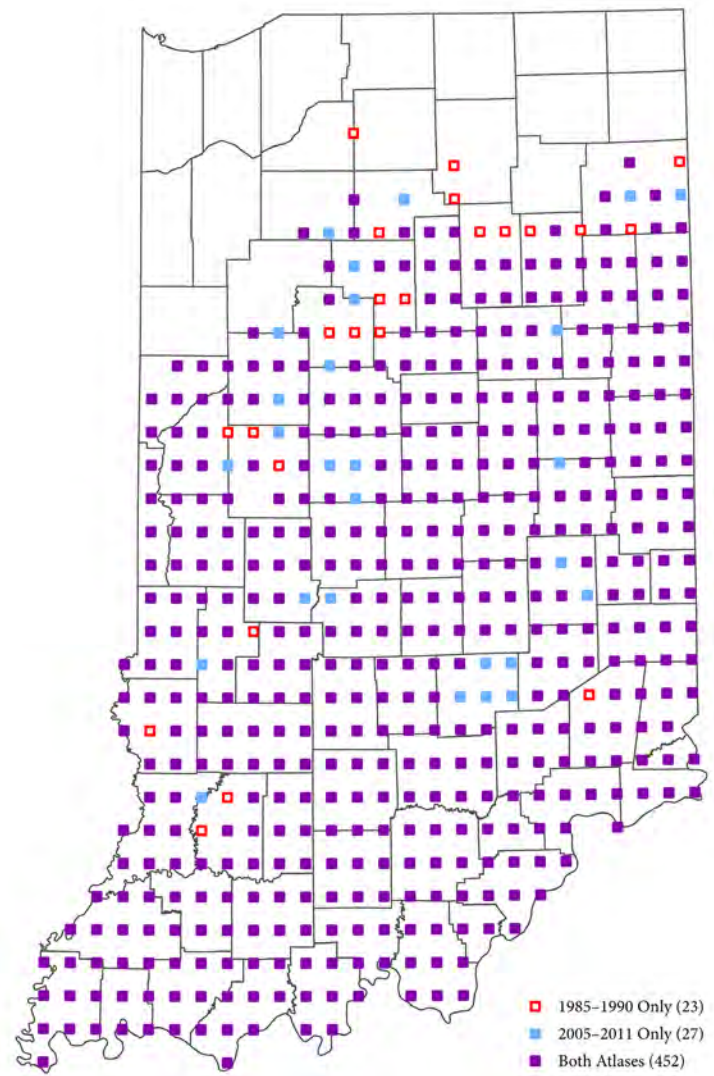 1985–1990 Only (23)
2005–2011 Only (27)
Both Atlases (452)